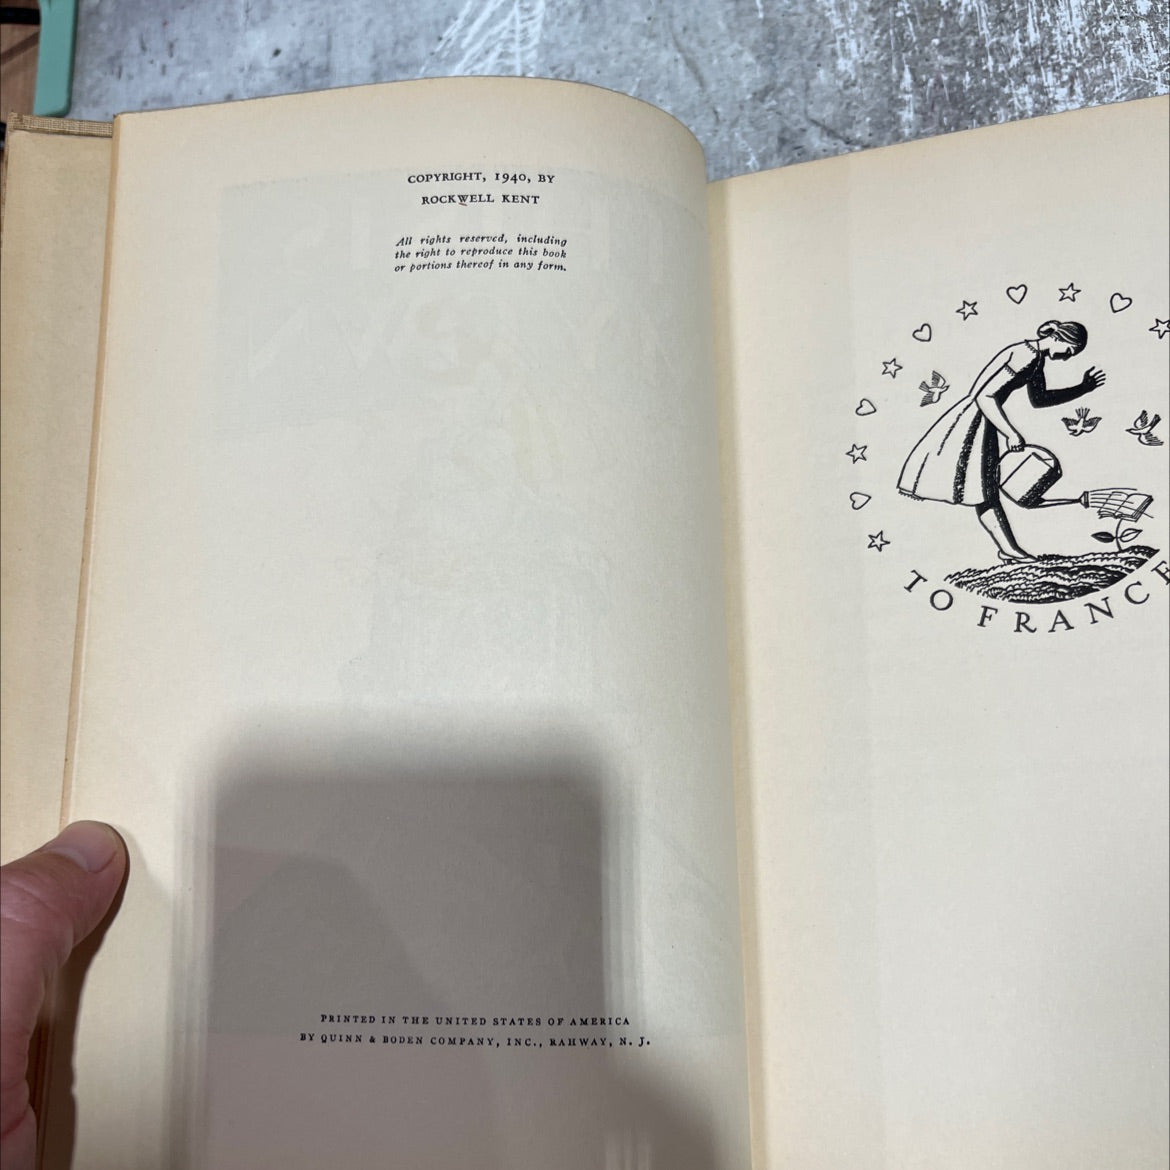 COPYRIGHT, 1940, BY
ROCKWELL KENT
All rights reserved, including
the right to reproduce this book
or portions thereof in any form.
PRINTED IN THE UNITED STATES OF AMERICA
BY QUINN & BODEN COMPANY, INC., RAHWAY, N. J.
TO FRANCE